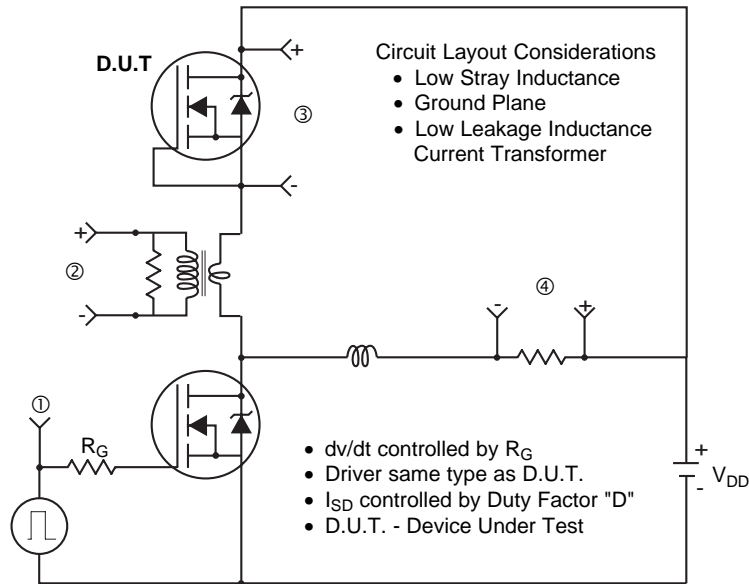 D.U.T
+
③
-
Circuit Layout Considerations
• Low Stray Inductance
• Ground Plane
• Low Leakage Inductance
Current Transformer
+
②
-
④
- +
①
RG
• dv/dt controlled by RG
• Driver same type as D.U.T.
• ISD controlled by Duty Factor "D"
• D.U.T. - Device Under Test
+
VDD
-